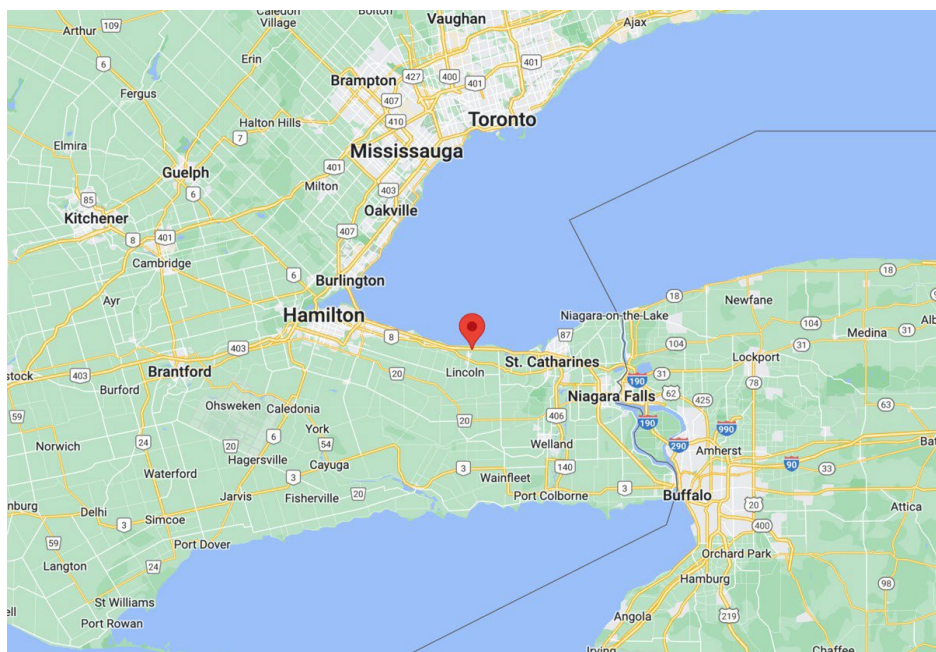 Caledon
Village
Bolton
Vaughan
Ajax
109
Arthur
6
Erin
401
427
400
401
Brampton
Fergus
407
Toronto
Halton Hills
410
7
Elmira
Mississauga
Guelph
401
Milton
403
6
85
Oakville
Kitchener
407
401
8
Cambridge
6
Burlington
18
Ayr
18
Newfane
Niagara-on-the-Lake
Hamilton
104
87
Medina
8
31
104
403
St. Catharines
Lockport
stock
403
Brantford
Lincoln
31
20
190
78
Burford
62
Niagara Falls
425
63
Ohsweken
Caledonia
59
406
20
190
990
York
6
290
Norwich
24
20
54
Welland
Amherst
Hagersville
Cayuga
3
90
33
Waterford
140
Wainfleet
3
Jarvis
20
3
Fisherville
Port Colborne
Buffalo
nburg
Delhi
20
Attica
3
Simcoe
400
59
Port Dover
Orchard Park
Langton
24
Hamburg
98
St Williams
ell
219
Port Rowan
Angola
Irving
Chaffee